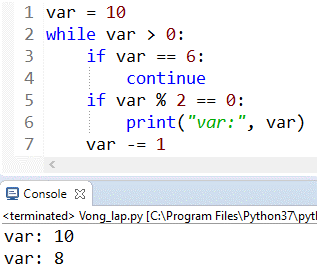 1 var = 10
2 while var > 0:
3     if var == 6:
4         continue
5     if var % 2 == 0:
6         print("var:", var)
7     var -= 1
Console
<terminated> Vong_lap.py [C:\Program Files\Python37\pyt
var: 10
var: 8